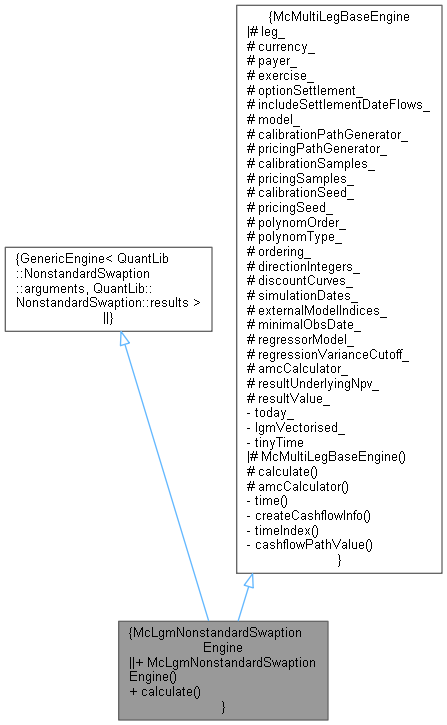 {McMultiLegBaseEngine
|# leg_
# currency_
# payer_
# exercise_
# optionSettlement_
# includeSettlementDateFlows_
# model_
# calibrationPathGenerator_
# pricingPathGenerator_
# calibrationSamples_
# pricingSamples_
# calibrationSeed_
# pricingSeed_
# polynomOrder_
# polynomType_
# ordering_
# directionIntegers_
# discountCurves_
# simulationDates_
# externalModelIndices_
# minimalObsDate_
# regressorModel_
# regressionVarianceCutoff_
# amcCalculator_
# resultUnderlyingNpv_
# resultValue_
- today_
- lgmVectorised_
- tinyTime
|# McMultiLegBaseEngine()
# calculate()
# amcCalculator()
- time()
- createCashflowInfo()
- timeIndex()
- cashflowPathValue()
}
{GenericEngine< QuantLib
::NonstandardSwaption
::arguments, QuantLib::
NonstandardSwaption::results >
||}
{McLgmNonstandardSwaption
Engine
||+ McLgmNonstandardSwaption
Engine()
+ calculate()
}